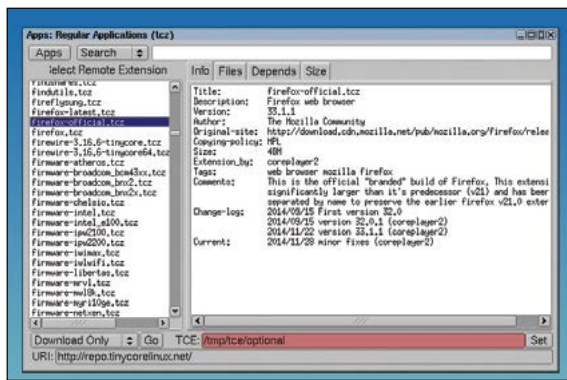 Apps: Regular Applications (tcz)
Apps Search
Select Remote Extension
Info Files Depends Size
findutils.tcz
fireflysung.tcz
firefox-latest.tcz
firefox-official.tcz
firefox.tcz
firewire-3.16.6-tinycore.tcz
firewire-3.16.6-tinycore64.tcz
firmware-atheros.tcz
firmware-broadcom_bcm43xx.tcz
firmware-broadcom_bnx2.tcz
firmware-broadcom_bnx2x.tcz
firmware-chelsio.tcz
firmware-intel.tcz
firmware-intel_e100.tcz
firmware-ipw2100.tcz
firmware-ipw2200.tcz
firmware-iwimax.tcz
firmware-iwlwifi.tcz
firmware-libertas.tcz
firmware-mrvl.tcz
firmware-mwl8k.tcz
firmware-myri10ge.tcz
firmware-netxen.tcz
Title: firefox-official.tcz
Description: Firefox web browser
Version: 33.1.1
Author: The Mozilla Community
Original-site: http://download.cdn.mozilla.net/pub/mozilla.org/firefox/relea
Copying-policy: MPL
Size: 40M
Extension_by: coreplayer2
Tags: web browser mozilla firefox
Comments: This is the official "branded" build of Firefox, This extensi
significantly larger than it's predecessor (v21) and has been
separated by name to preserve the earlier firefox v21.0 exter
Change-log: 2014/09/15 First version 32.0
2014/09/15 version 32.0.1 (coreplayer2)
2014/11/22 version 33.1.1 (coreplayer2)
Current: 2014/11/28 minor fixes (coreplayer2)
Download Only Go TCE: /tmp/tce/optional Set
URI: http://repo.tinycorelinux.net/